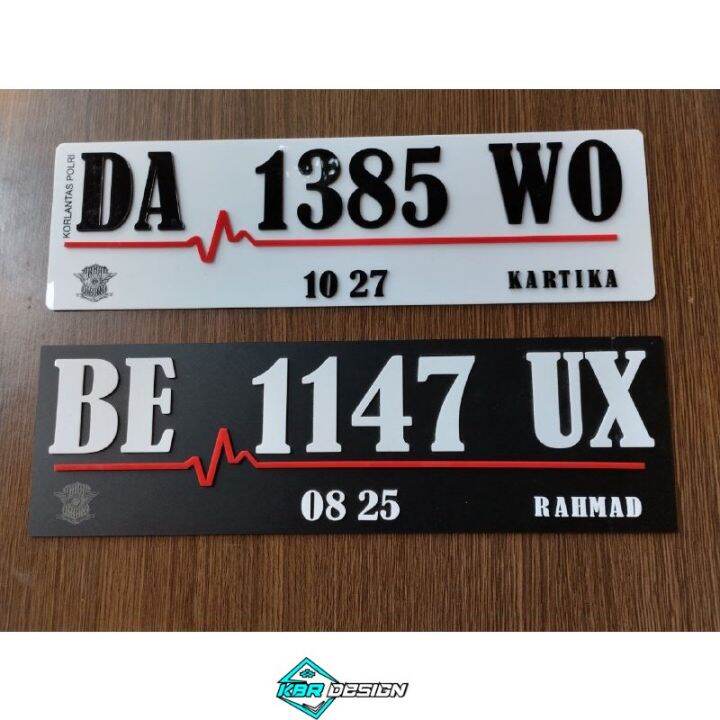 KORLANTAS POLRI
DA 1385 WO
10 27
KARTIKA
BE 1147 UX
08 25
RAHMAD
KBR DESIGN